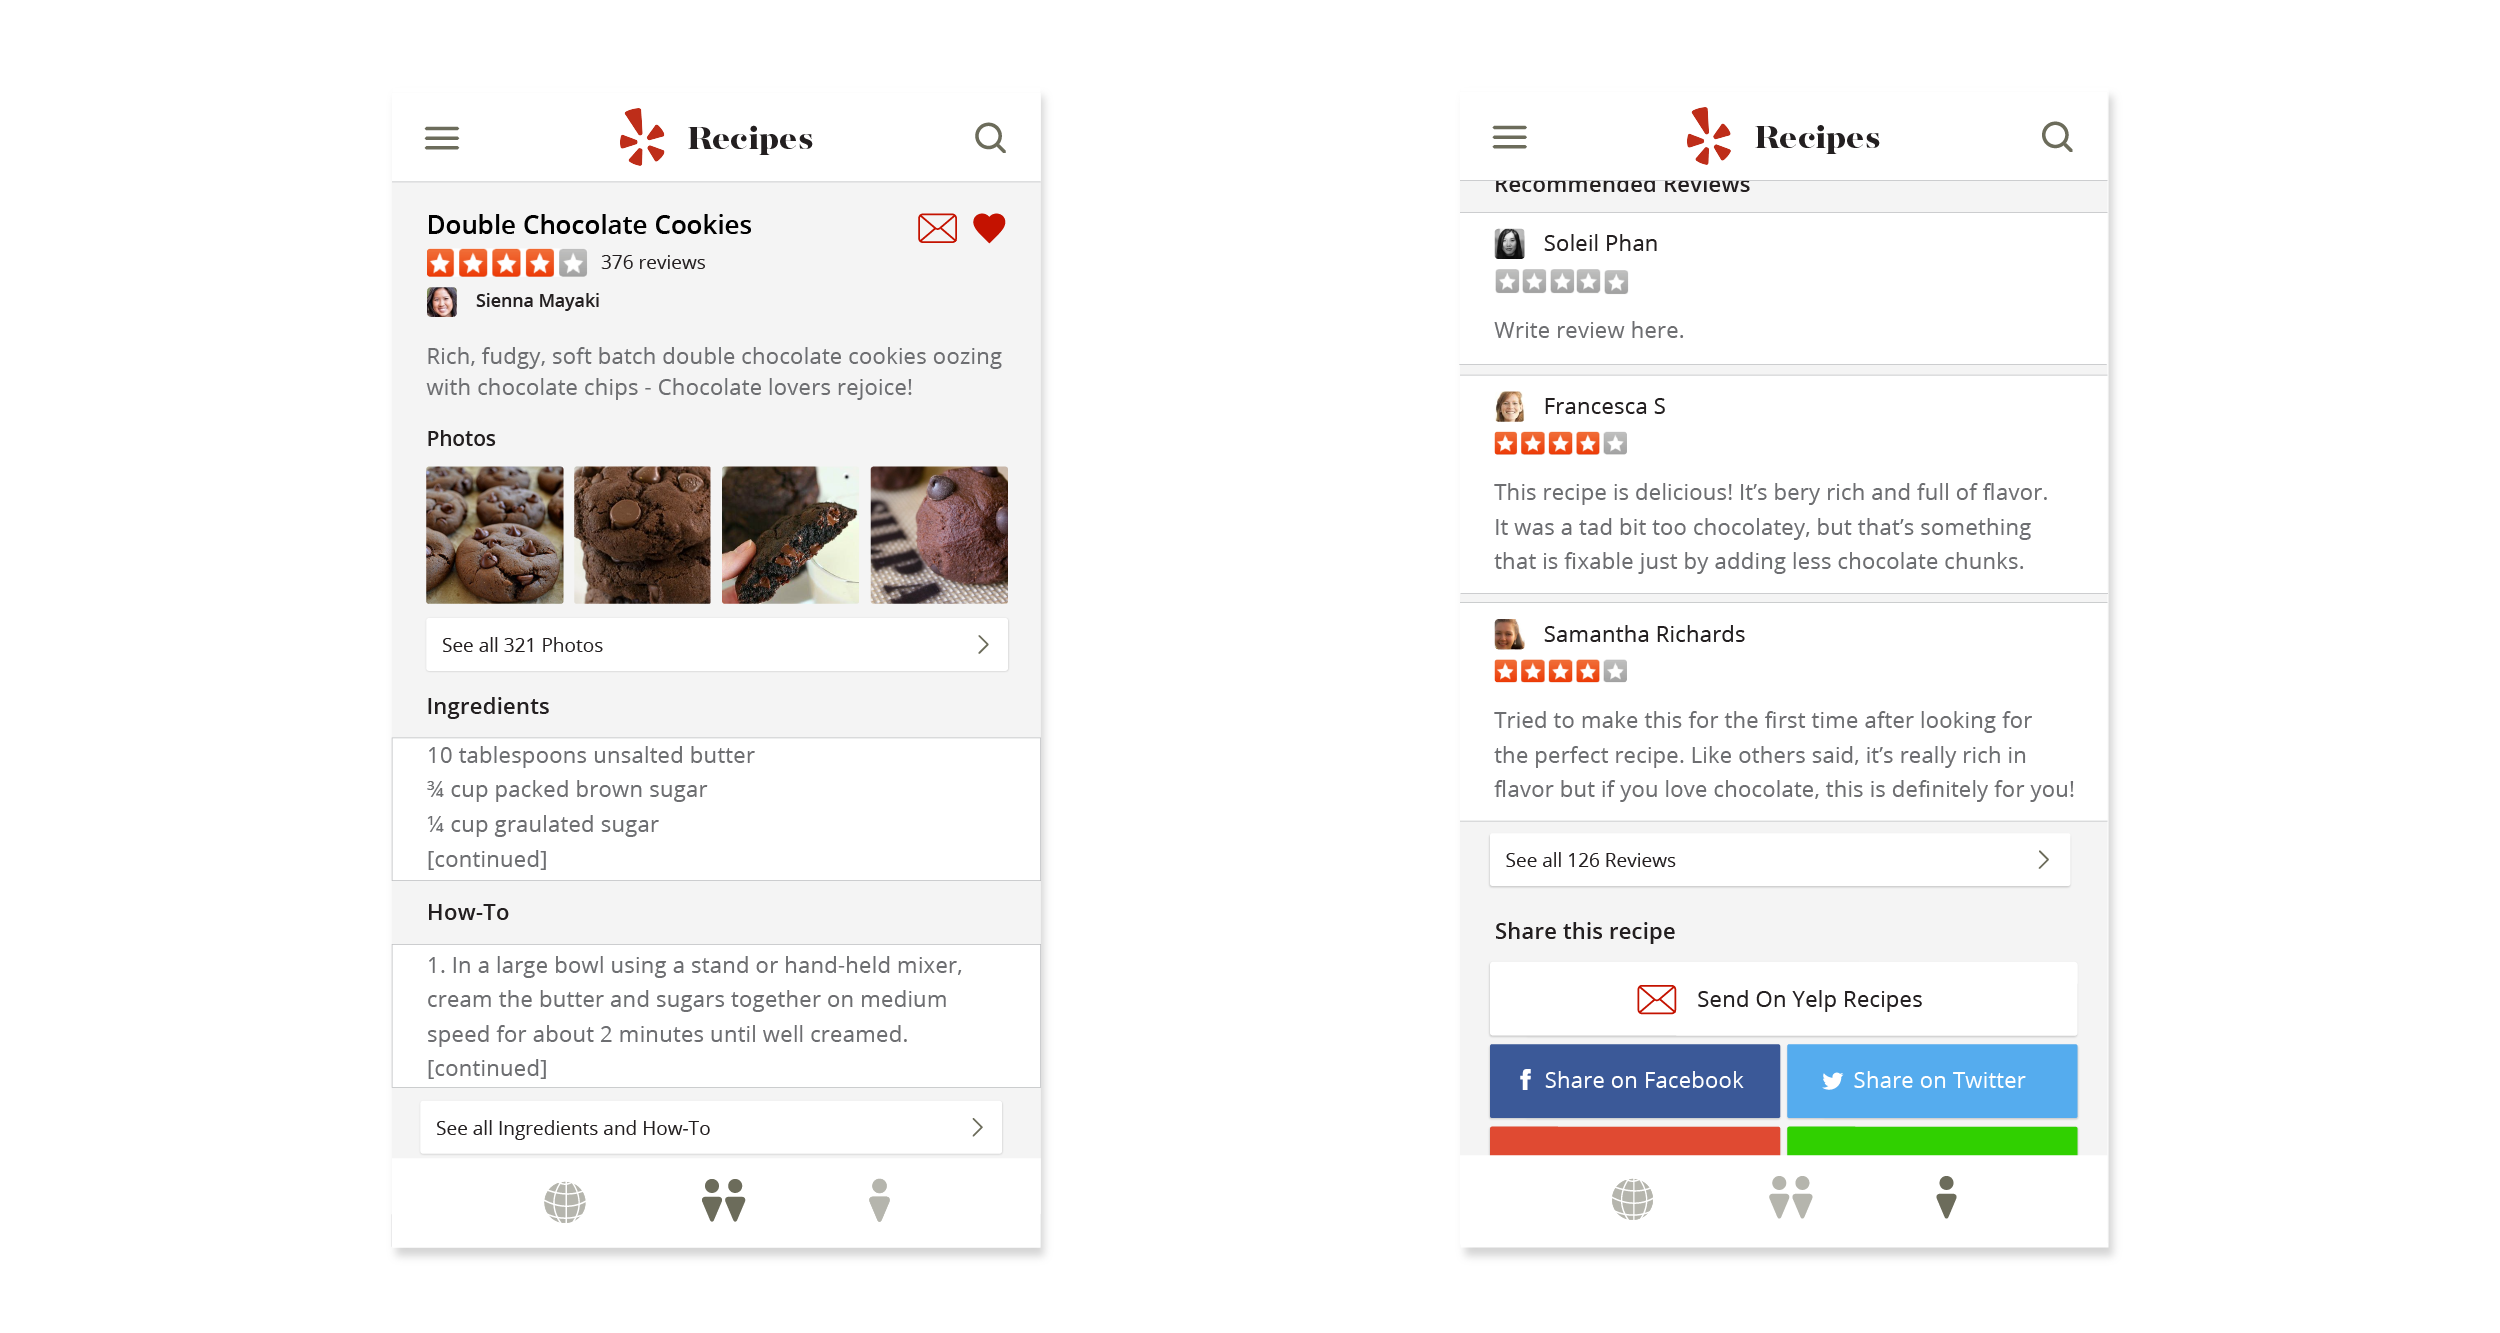 Recipes
Double Chocolate Cookies
376 reviews
Sienna Mayaki
Rich, fudgy, soft batch double chocolate cookies oozing
with chocolate chips - Chocolate lovers rejoice!
Photos
See all 321 Photos
Ingredients
10 tablespoons unsalted butter
¾ cup packed brown sugar
¼ cup graulated sugar
[continued]
How-To
1. In a large bowl using a stand or hand-held mixer,
cream the butter and sugars together on medium
speed for about 2 minutes until well creamed.
[continued]
See all Ingredients and How-To
Recipes
Recommended Reviews
Soleil Phan
Write review here.
Francesca S
This recipe is delicious! It's bery rich and full of flavor.
It was a tad bit too chocolatey, but that's something
that is fixable just by adding less chocolate chunks.
Samantha Richards
Tried to make this for the first time after looking for
the perfect recipe. Like others said, it's really rich in
flavor but if you love chocolate, this is definitely for you!
See all 126 Reviews
Share this recipe
Send On Yelp Recipes
Share on Facebook
Share on Twitter